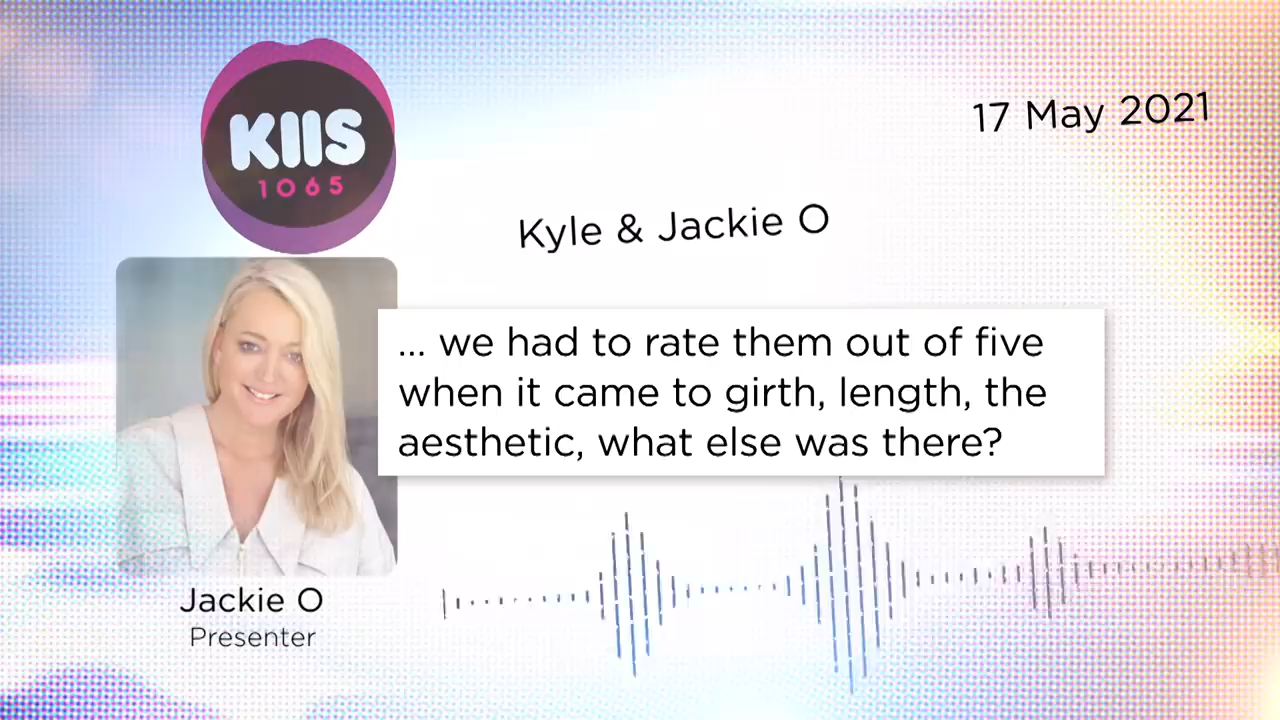 KIIS
1065
17 May 2021
Kyle & Jackie O
... we had to rate them out of five
when it came to girth, length, the
aesthetic, what else was there?
Jackie O
Presenter